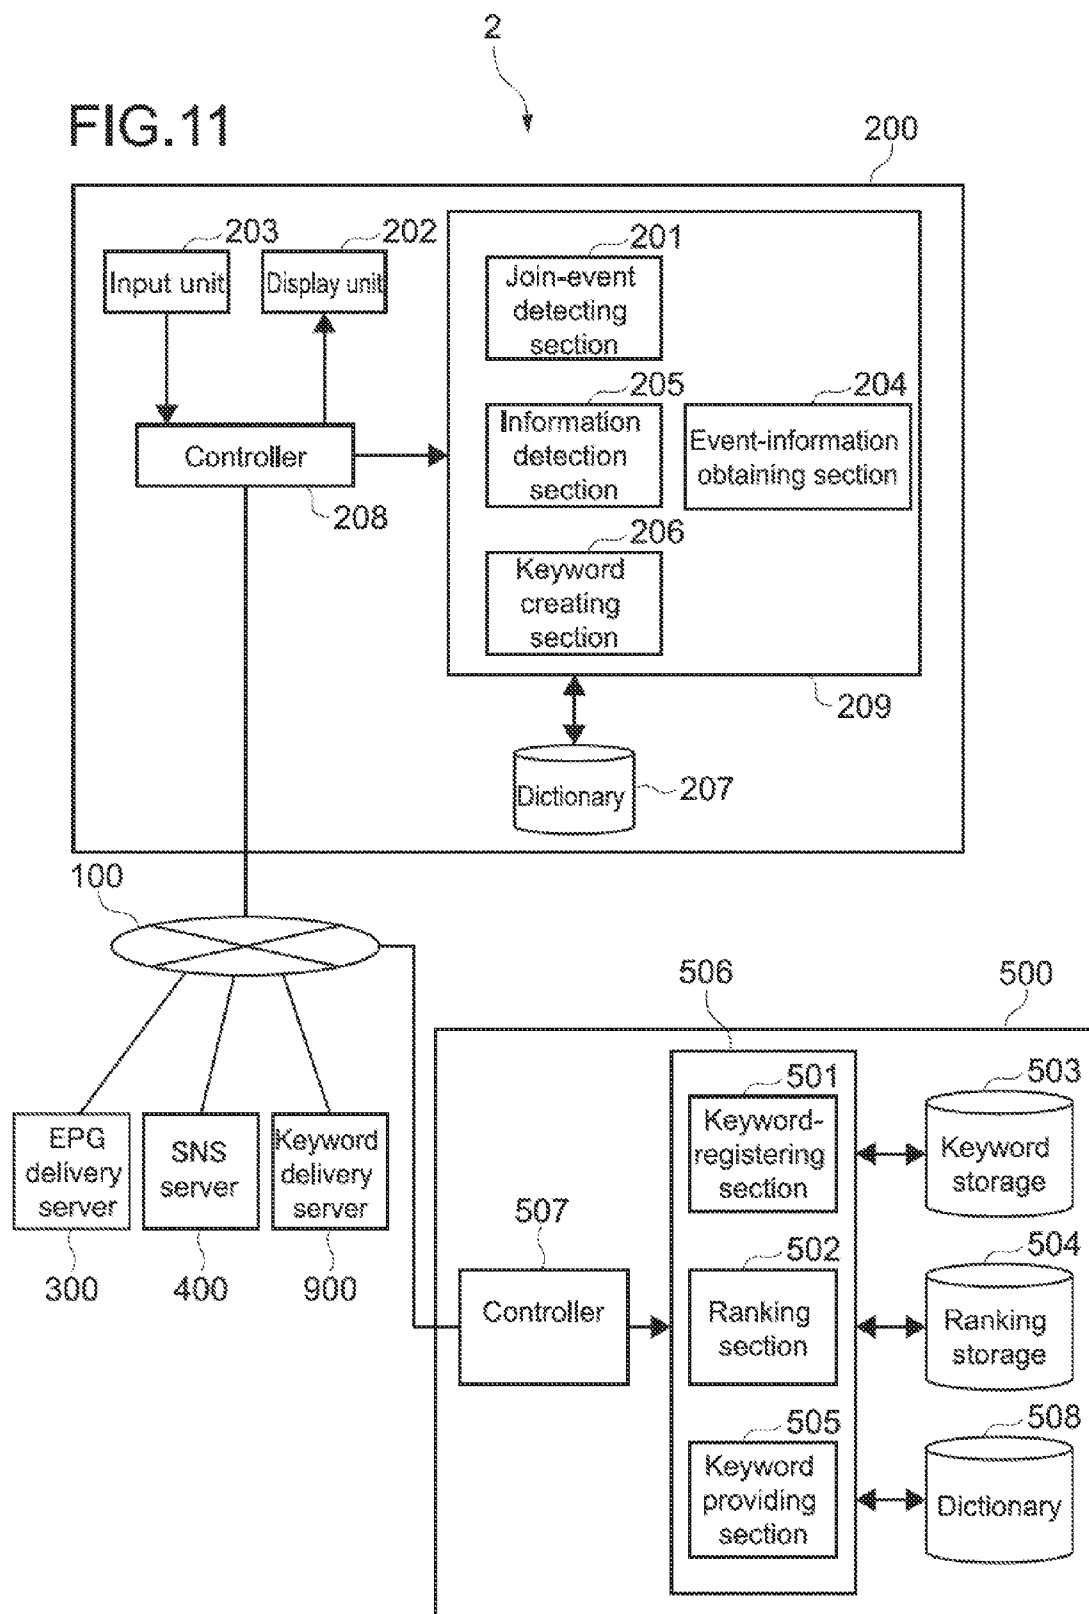 2
FIG.11
200
203
202
201
Input unit
Display unit
Join-event
detecting
section
205
204
Controller
Information
detection
section
Event-information
obtaining section
208
206
Keyword
creating
section
209
Dictionary
207
100
506
500
501
503
EPG
delivery
server
SNS
server
Keyword
delivery
server
Keyword-
registering
section
Keyword
storage
300
400
900
507
502
504
Controller
Ranking
section
Ranking
storage
505
508
Keyword
providing
section
Dictionary